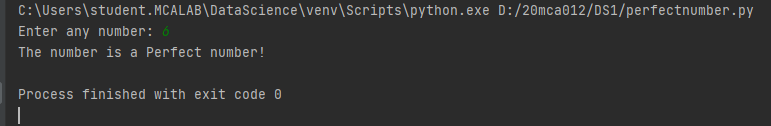 C:\Users\student.MCALAB\DataScience\venv\Scripts\python.exe D:/20mca012/DS1/perfectnumber.py
Enter any number: 6
The number is a Perfect number!
Process finished with exit code 0